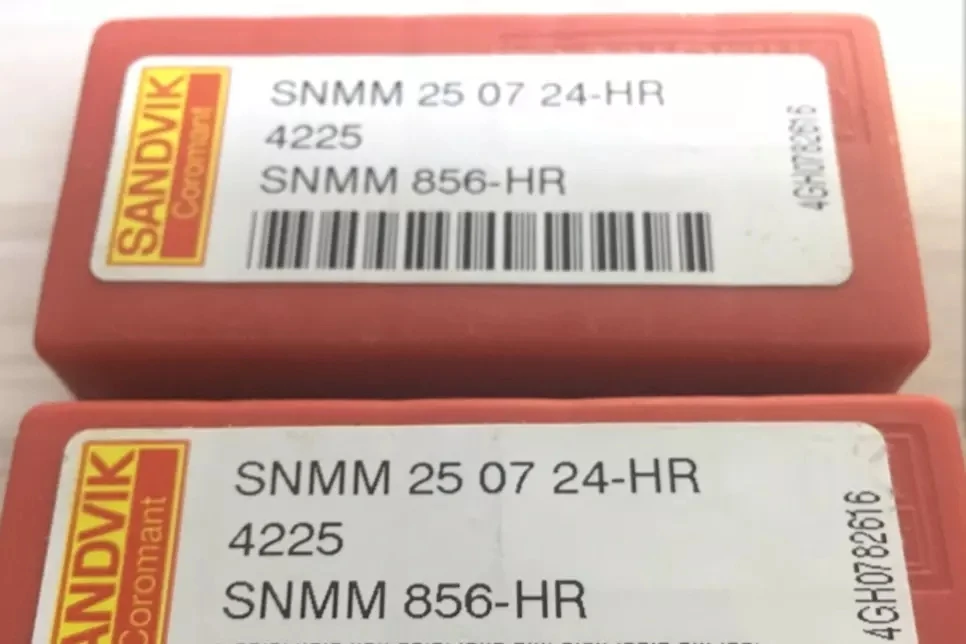 SANDVIK
Coromant
SNMM 25 07 24-HR
4225
SNMM 856-HR
4GH0782616
SANDVIK
Coromant
SNMM 25 07 24-HR
4225
SNMM 856-HR
4GH0782616